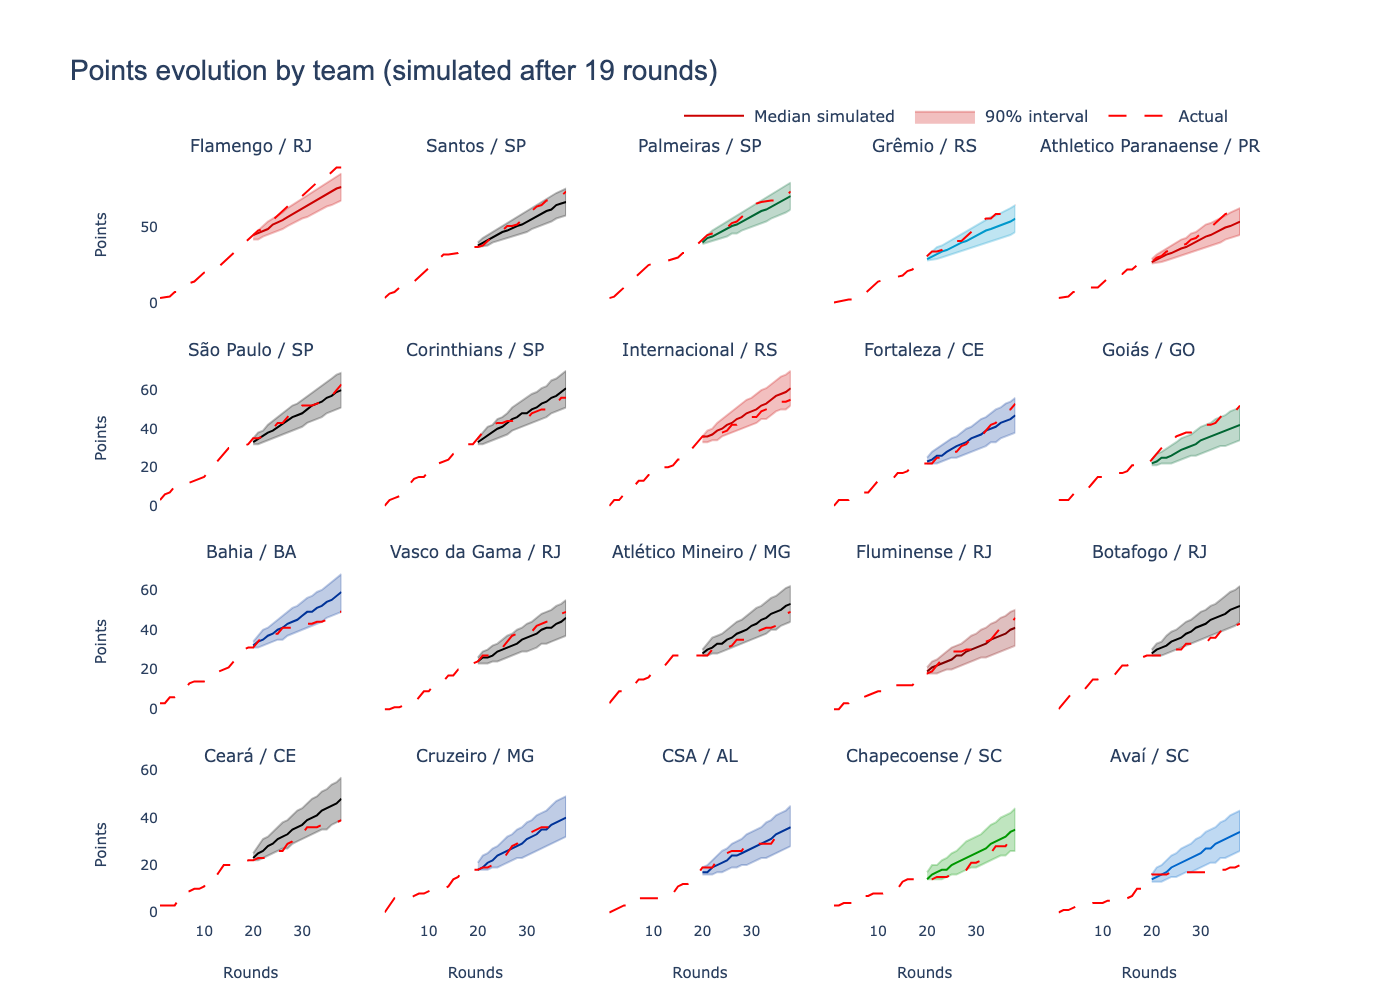 Points evolution by team (simulated after 19 rounds)
Median simulated 90% interval Actual
Flamengo / RJ Santos / SP Palmeiras / SP Grêmio / RS Athletico Paranaense / PR
Points
50
0
São Paulo / SP Corinthians / SP Internacional / RS Fortaleza / CE Goiás / GO
Points
60
40
20
0
Bahia / BA Vasco da Gama / RJ Atlético Mineiro / MG Fluminense / RJ Botafogo / RJ
Points
60
40
20
0
Ceará / CE Cruzeiro / MG CSA / AL Chapecoense / SC Avaí / SC
Points
60
40
20
0
10 20 30 10 20 30 10 20 30 10 20 30 10 20 30
Rounds Rounds Rounds Rounds Rounds